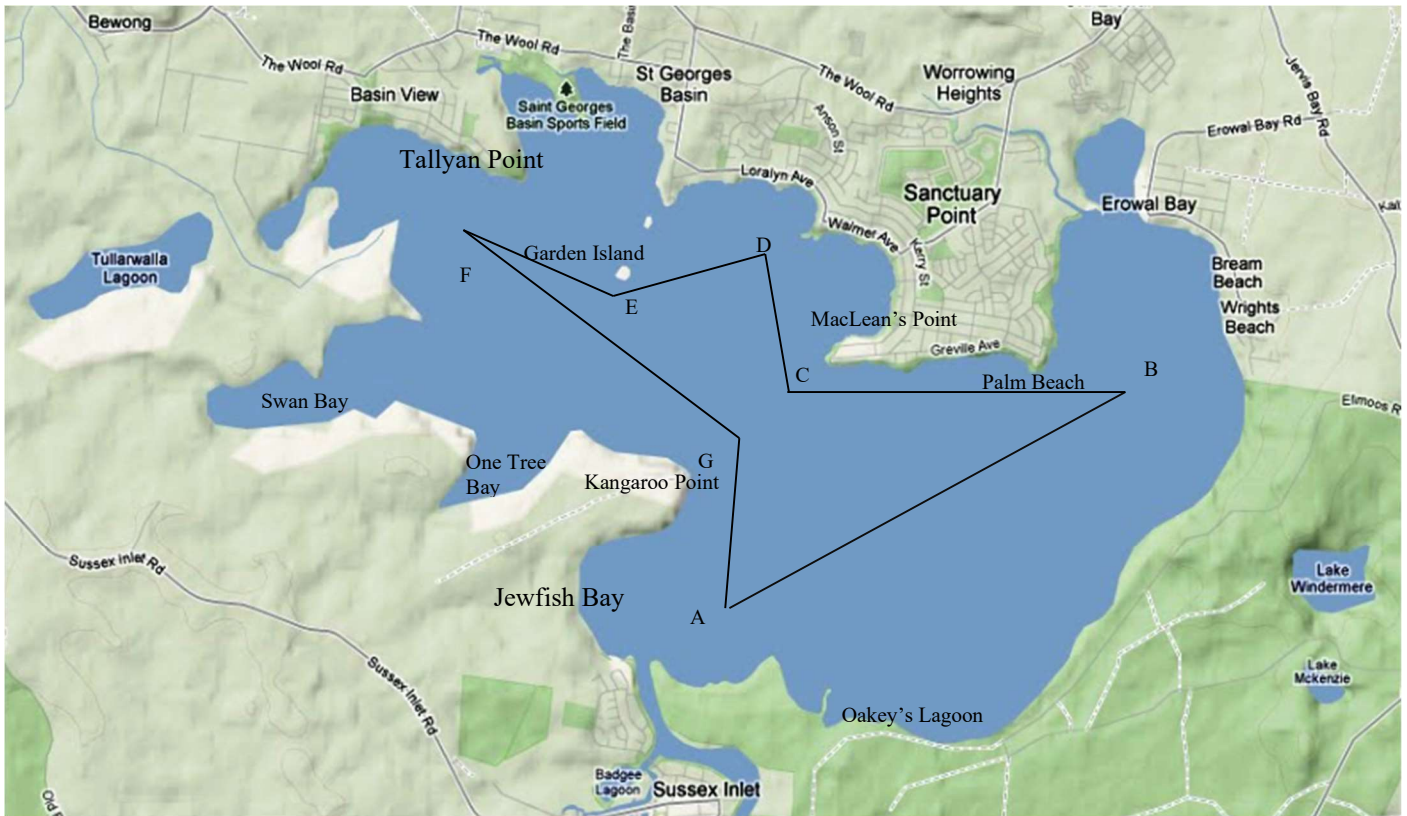 Bewong
Bay
The Wool Rd
The Wool Rd
St Georges
Basin
The Wool Rd
Worrowing
Heights
Jervis Bay Rd
Basin View
Saint Georges
Basin Sports Field
Anson St
Erowal Bay Rd
Tallyan Point
Loralyn Ave
Sanctuary
Point
Erowal Bay
Walmer Ave
Kerry St
Tullarwalla
Lagoon
Garden Island
D
F
E
Bream
Beach
Wrights
Beach
MacLean's Point
Greville Ave
C
Palm Beach
B
Swan Bay
One Tree
Bay
G
Kangaroo Point
Sussex Inlet Rd
Jewfish Bay
A
Lake
Windermere
Sussex Inlet Rd
Lake
Mckenzie
Oakey's Lagoon
Badgee
Lagoon
Sussex Inlet